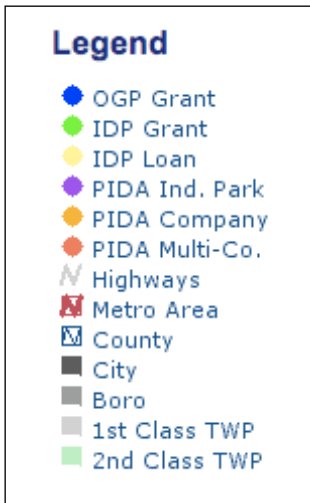 Legend
OGP Grant
IDP Grant
IDP Loan
PIDA Ind. Park
PIDA Company
PIDA Multi-Co.
Highways
Metro Area
County
City
Boro
1st Class TWP
2nd Class TWP